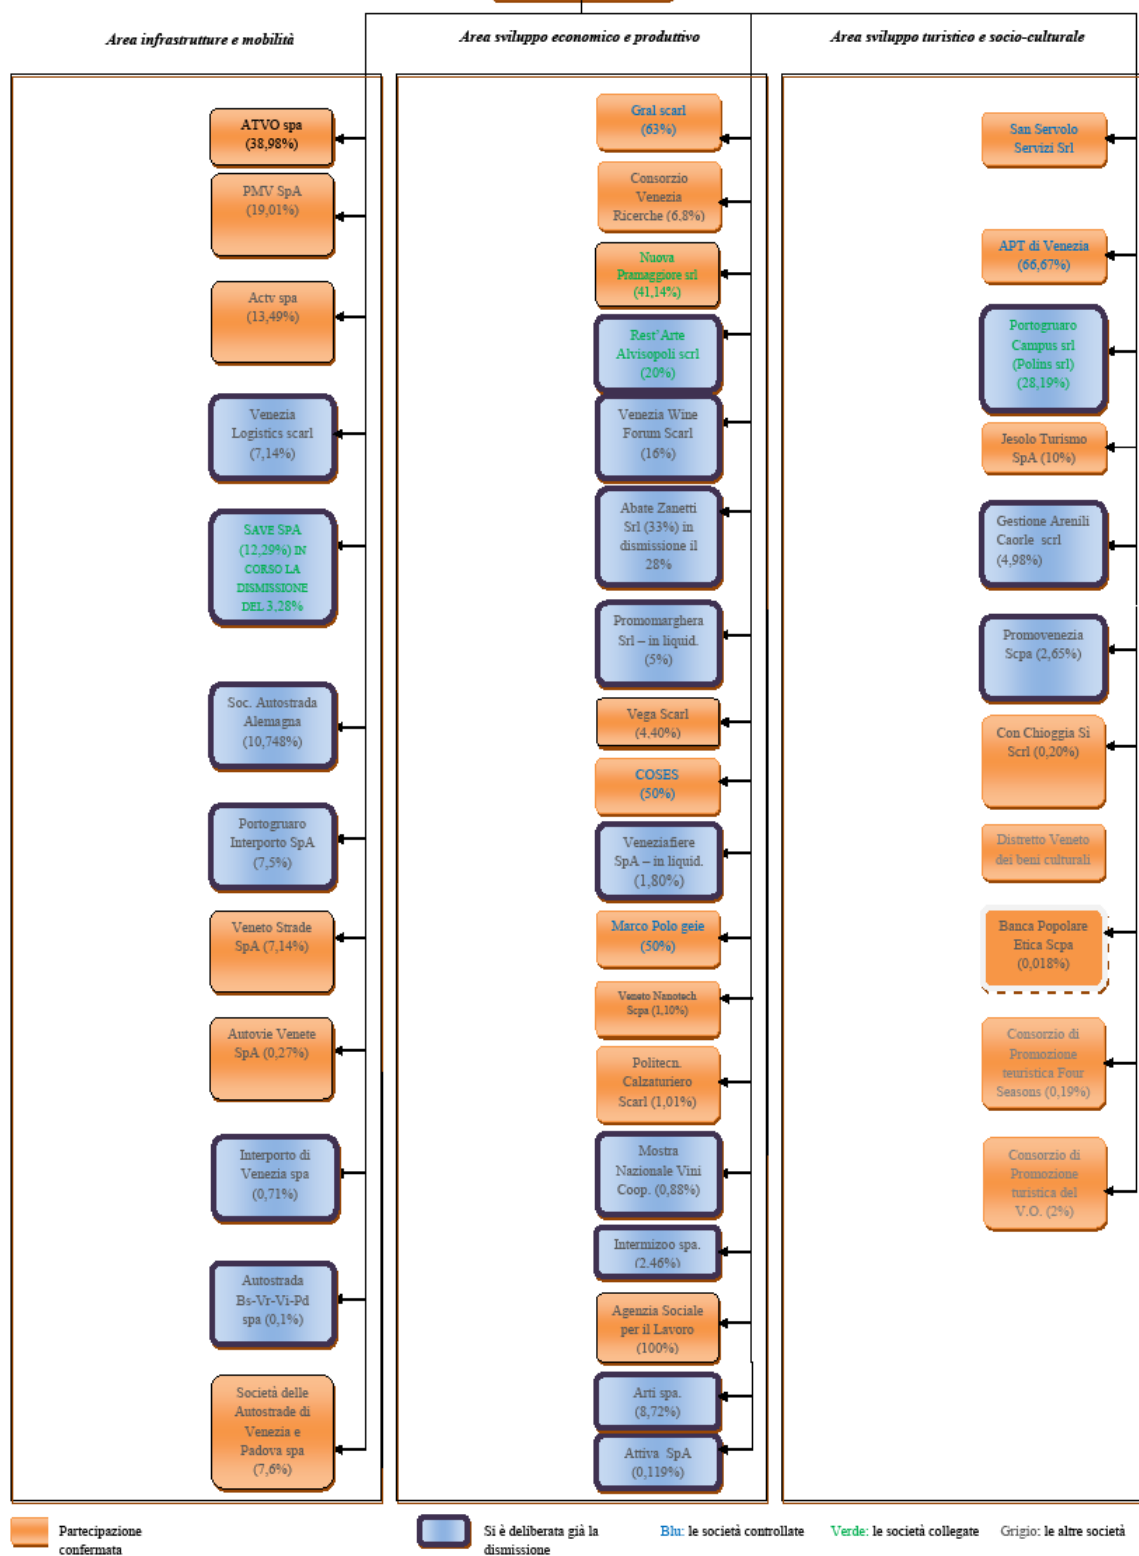 Area infrastrutture e mobilità
Area sviluppo economico e produttivo
Area sviluppo turistico e socio-culturale
ATVO spa
(38,98%)
PMV SpA
(19,01%)
Actv spa
(13,49%)
Venezia
Logistics scarl
(7,14%)
SAVE SPA
(12,29%) IN
CORSO LA
DISMISSIONE
DEL 3,28%
Soc. Autostrada
Alemagna
(10,748%)
Portogruaro
Interporto SpA
(7,5%)
Veneto Strade
SpA (7,14%)
Autovie Venete
SpA (0,27%)
Interporto di
Venezia spa
(0,71%)
Autostrada
Bs-Vr-Vi-Pd
spa (0,1%)
Società delle
Autostrade di
Venezia e
Padova spa
(7,6%)
Gral scarl
(63%)
Consorzio
Venezia
Ricerche (6.8%)
Nuova
Pramaggiore srl
(41,14%)
Rest'Arte
Alvisopoli scrl
(20%)
Venezia Wine
Forum Scarl
(16%)
Abate Zanetti
Srl (33%) in
dismissione il
28%
Promomarghera
Srl – in liquid.
(5%)
Vega Scarl
(4,40%)
COSES
(50%)
Veneziafiere
SpA – in liquid.
(1,80%)
Marco Polo geie
(50%)
Veneto Nanotech
Scpa (1,10%)
Politecn.
Calzaturiero
Scarl (1,01%)
Mostra
Nazionale Vini
Coop. (0,88%)
Intermizoo spa.
(2.46%)
Agenzia Sociale
per il Lavoro
(100%)
Arti spa.
(8,72%)
Attiva SpA
(0,119%)
San Servolo
Servizi Srl
APT di Venezia
(66,67%)
Portogruaro
Campus srl
(Polins srl)
(28,19%)
Jesolo Turismo
SpA (10%)
Gestione Arenili
Caorle scrl
(4,98%)
Promovenezia
Scpa (2,65%)
Con Chioggia Sì
Scrl (0,20%)
Distretto Veneto
dei beni culturali
Banca Popolare
Etica Scpa
(0,018%)
Consorzio di
Promozione
teuristica Four
Seasons (0,19%)
Consorzio di
Promozione
turistica del
V.O. (2%)
Partecipazione
confermata
Si è deliberata già la
dismissione
Blu: le società controllate
Verde: le società collegate
Grigio: le altre società